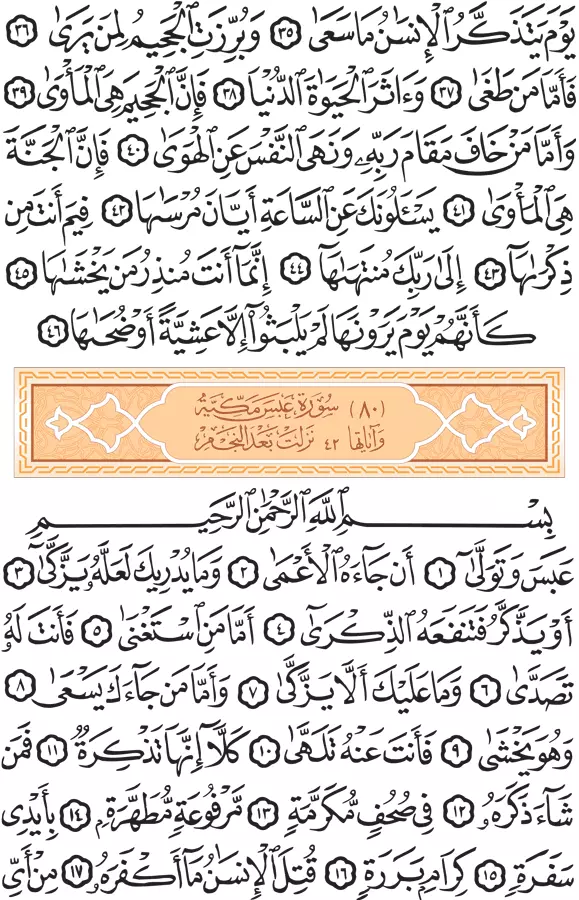 يَوْمَ يَتَذَكَّرُ ٱلْإِنسَٰنُ مَا سَعَىٰ ٣٥ وَبُرِّزَتِ ٱلْجَحِيمُ لِمَن يَرَىٰ ٣٦
فَأَمَّا مَن طَغَىٰ ٣٧ وَءَاثَرَ ٱلْحَيَوٰةَ ٱلدُّنْيَا ٣٨ فَإِنَّ ٱلْجَحِيمَ هِيَ ٱلْمَأْوَىٰ ٣٩
وَأَمَّا مَنْ خَافَ مَقَامَ رَبِّهِۦ وَنَهَى ٱلنَّفْسَ عَنِ ٱلْهَوَىٰ ٤٠ فَإِنَّ ٱلْجَنَّةَ
هِيَ ٱلْمَأْوَىٰ ٤١ يَسْـَٔلُونَكَ عَنِ ٱلسَّاعَةِ أَيَّانَ مُرْسَىٰهَا ٤٢ فِيمَ أَنتَ مِن
ذِكْرَىٰهَآ ٤٣ إِلَىٰ رَبِّكَ مُنتَهَىٰهَآ ٤٤ إِنَّمَآ أَنتَ مُنذِرُ مَن يَخْشَىٰهَا ٤٥
كَأَنَّهُمْ يَوْمَ يَرَوْنَهَا لَمْ يَلْبَثُوٓا۟ إِلَّا عَشِيَّةً أَوْ ضُحَىٰهَا ٤٦
(٨٠) سُورَةُ عَبَسَ مَكِّيَّة
وَآيَاتُهَا ٤٢ نَزَلَتْ بَعْدَ النَّجْمِ
بِسْمِ ٱللَّهِ ٱلرَّحْمَٰنِ ٱلرَّحِيمِ
عَبَسَ وَتَوَلَّىٰٓ ١ أَن جَآءَهُ ٱلْأَعْمَىٰ ٢ وَمَا يُدْرِيكَ لَعَلَّهُۥ يَزَّكَّىٰٓ ٣
أَوْ يَذَّكَّرُ فَتَنفَعَهُ ٱلذِّكْرَىٰٓ ٤ أَمَّا مَنِ ٱسْتَغْنَىٰ ٥ فَأَنتَ لَهُۥ
تَصَدَّىٰ ٦ وَمَا عَلَيْكَ أَلَّا يَزَّكَّىٰ ٧ وَأَمَّا مَن جَآءَكَ يَسْعَىٰ ٨
وَهُوَ يَخْشَىٰ ٩ فَأَنتَ عَنْهُ تَلَهَّىٰ ١٠ كَلَّآ إِنَّهَا تَذْكِرَةٌ ١١ فَمَن
شَآءَ ذَكَرَهُۥ ١٢ فِى صُحُفٍ مُّكَرَّمَةٍ ١٣ مَّرْفُوعَةٍ مُّطَهَّرَةٍۭ ١٤ بِأَيْدِى
سَفَرَةٍ ١٥ كِرَامٍۭ بَرَرَةٍ ١٦ قُتِلَ ٱلْإِنسَٰنُ مَآ أَكْفَرَهُۥ ١٧ مِنْ أَىِّ